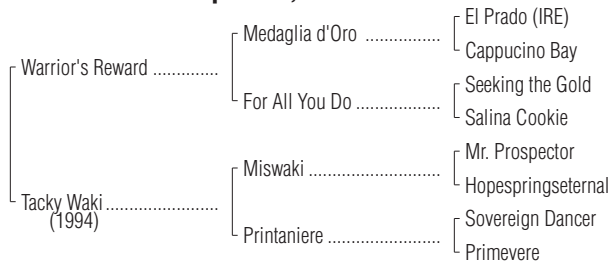 El Prado (IRE)
Medaglia d'Oro ................
Cappucino Bay
Warrior's Reward ..............
Seeking the Gold
For All You Do ..................
Salina Cookie
Mr. Prospector
Miswaki ............................
Hopespringseternal
Tacky Waki ........................
(1994)
Sovereign Dancer
Printaniere ........................
Primevere